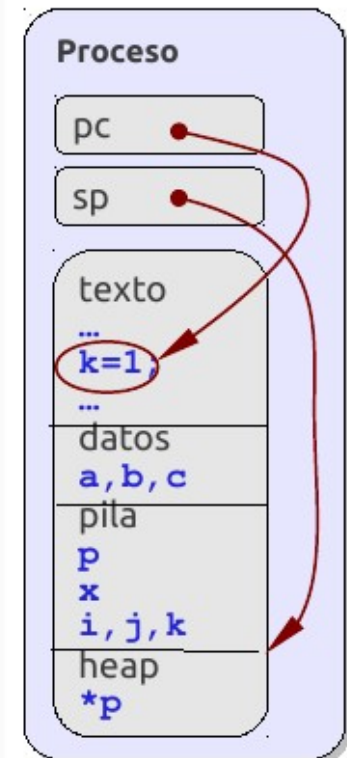 Proceso
pc
sp
texto
…
k=1;
…
datos
a,b,c
pila
p
x
i,j,k
heap
*p